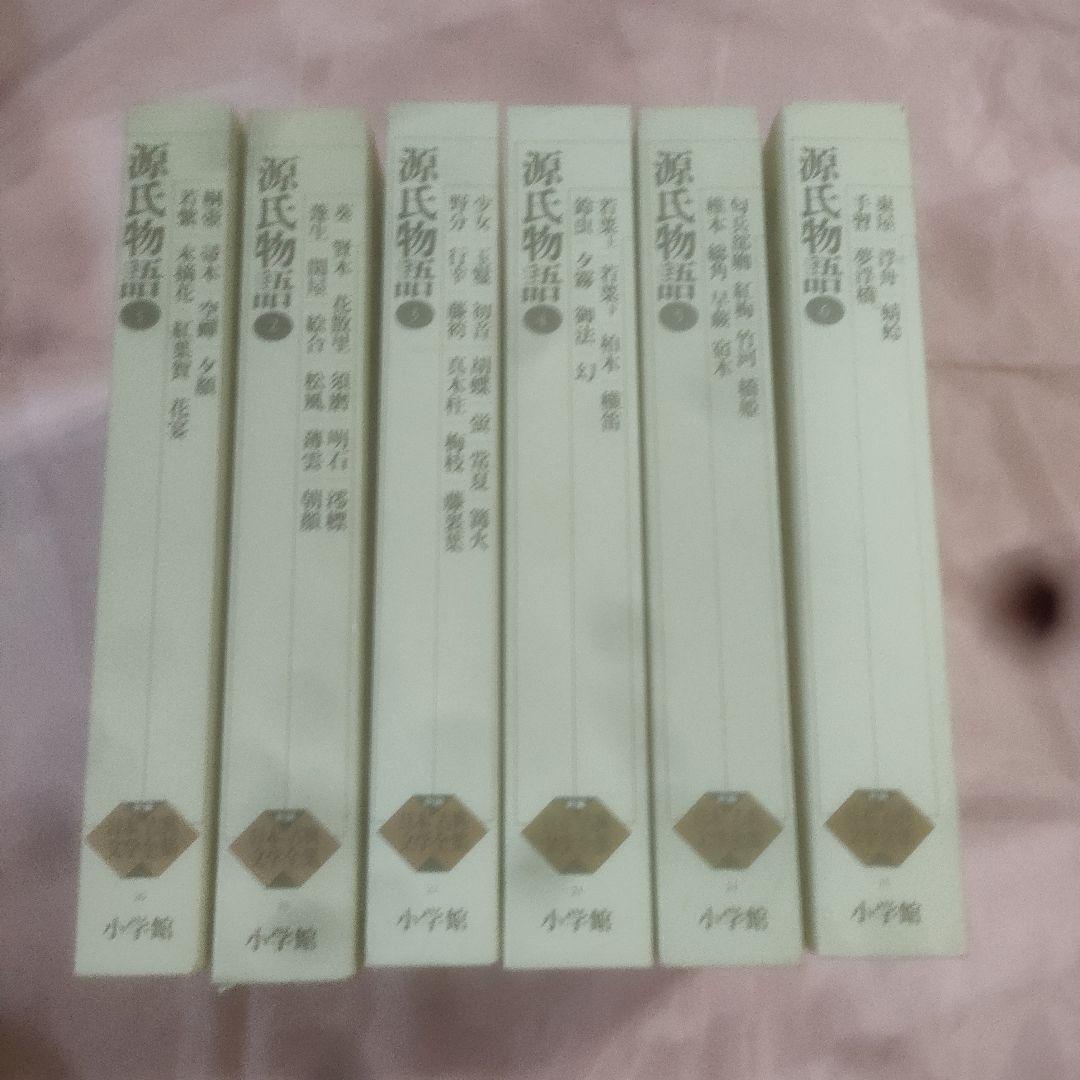 源氏物語
1
桐壺 帚木 空蟬 夕顔
若紫 末摘花 紅葉賀 花宴
小学館
源氏物語
2
葵 賢木 花散里 須磨 明石 澪標
蓬生 関屋 絵合 松風 薄雲 朝顔
小学館
源氏物語
3
少女 玉鬘 初音 胡蝶 蛍 常夏 篝火
野分 行幸 藤袴 真木柱 梅枝 藤裏葉
小学館
源氏物語
4
若菜上 若菜下 柏木 横笛
鈴虫 夕霧 御法 幻
小学館
源氏物語
5
匂兵部卿 紅梅 竹河 橋姫
椎本 総角 早蕨 宿木
小学館
源氏物語
6
東屋 浮舟 蜻蛉
手習 夢浮橋
小学館